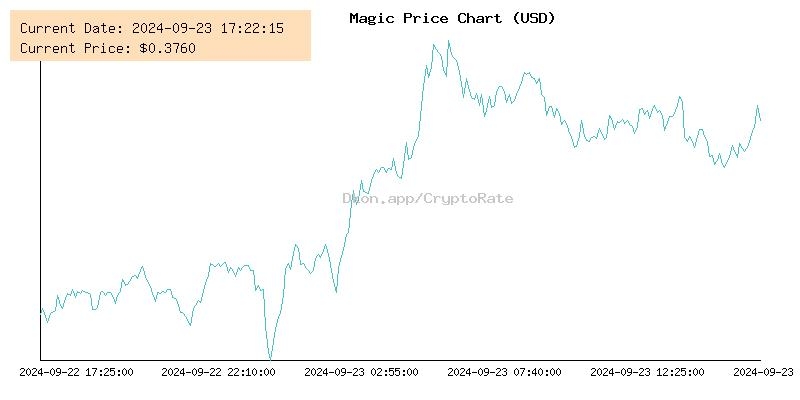 Magic Price Chart (USD)
Current Date: 2024-09-23 17:22:15
Current Price: $0.3760
Dwon.app/CryptoRate
2024-09-22 17:25:00
2024-09-22 22:10:00
2024-09-23 02:55:00
2024-09-23 07:40:00
2024-09-23 12:25:00
2024-09-23